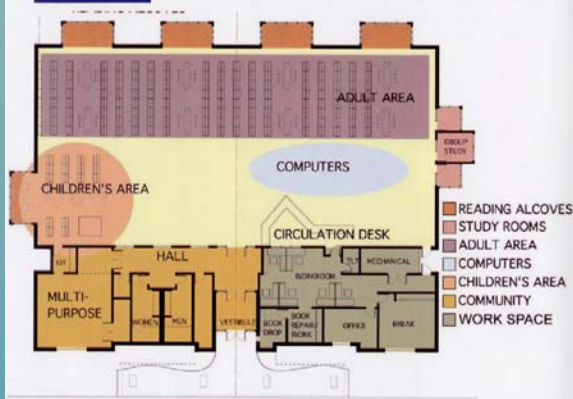 ADULT AREA
GROUP
STUDY
COMPUTERS
CHILDREN'S AREA
CIRCULATION DESK
READING ALCOVES
STUDY ROOMS
ADULT AREA
COMPUTERS
CHILDREN'S AREA
COMMUNITY
WORK SPACE
KIT
HALL
TLT
MECHANICAL
WORKROOM
MULTI-
PURPOSE
WOMEN
MEN
VESTIBULE
BOOK
DROP
BOOK
REPAIR/
WORK
OFFICE
BREAK